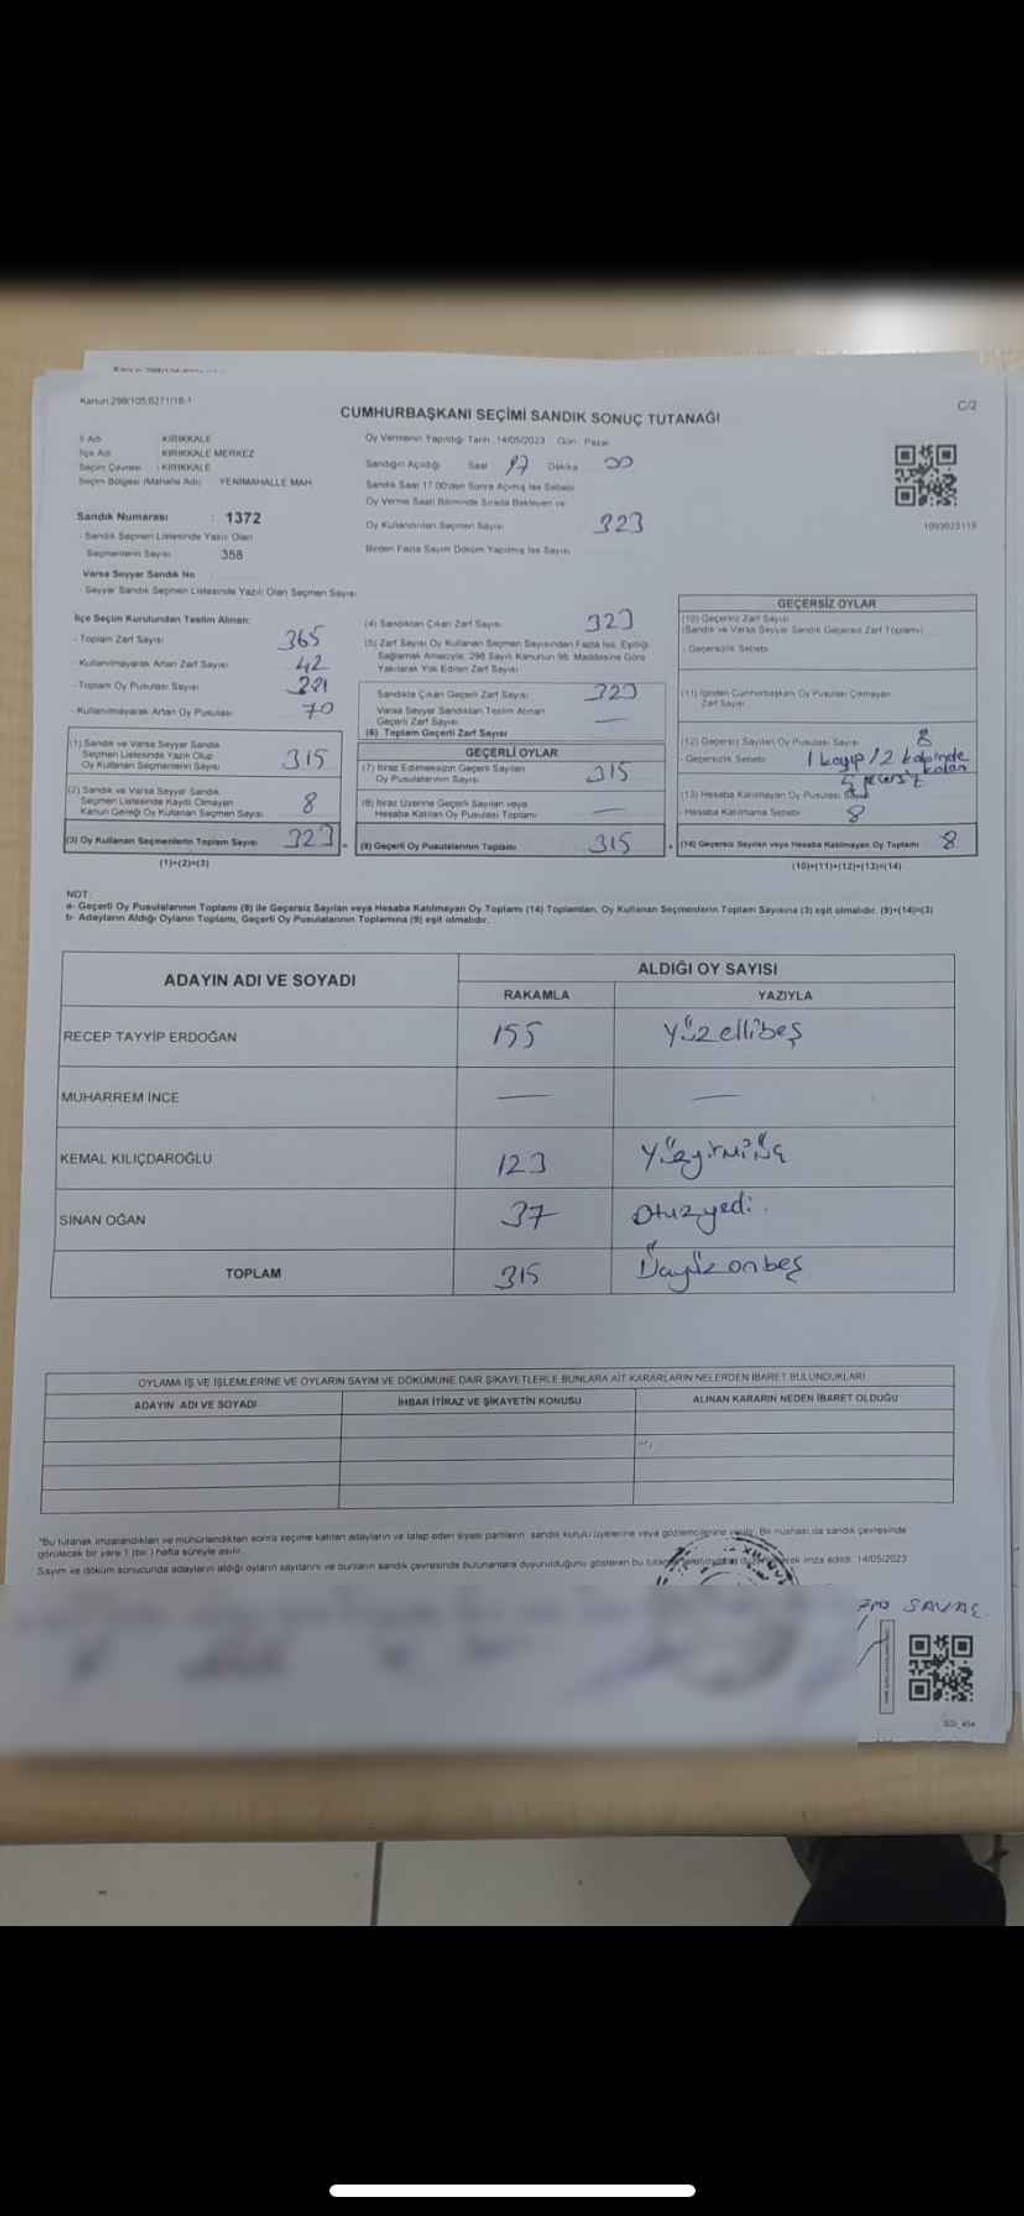 Kanun 298/105,6271/18-1
C/2
CUMHURBAŞKANI SEÇİMİ SANDIK SONUÇ TUTANAĞI
İl Adı KIRIKKALE
İlçe Adı KIRIKKALE MERKEZ
Seçim Çevresi : KIRIKKALE
Seçim Bölgesi (Mahalle Adı) YENİMAHALLE MAH.
Sandık Numarası : 1372
- Sandık Seçmen Listesinde Yazılı Olan
Seçmenlerin Sayısı 358
Varsa Seyyar Sandık No
- Seyyar Sandık Seçmen Listesinde Yazılı Olan Seçmen Sayısı
Oy Vermenin Yapıldığı Tarih 14/05/2023 Gün: Pazar
Sandığın Açıldığı Saat 17 Dakika 00
Sandık Saat 17.00'den Sonra Açılmış İse Sebebi
Oy Verme Saati Bitiminde Sırada Bekleyen ve
Oy Kullandırılan Seçmen Sayısı 323
Birden Fazla Sayım Döküm Yapılmış İse Sayısı
1093023118
İlçe Seçim Kurulundan Teslim Alınan:
- Toplam Zarf Sayısı 365
- Kullanılmayarak Artan Zarf Sayısı 42
- Toplam Oy Pusulası Sayısı
- Kullanılmayarak Artan Oy Pusulası 70
(1) Sandık ve Varsa Seyyar Sandık
Seçmen Listesinde Yazılı Olup
Oy Kullanan Seçmenlerin Sayısı 315
(2) Sandık ve Varsa Seyyar Sandık
Seçmen Listesinde Kayıtlı Olmayan
Kanun Gereği Oy Kullanan Seçmen Sayısı 8
(3) Oy Kullanan Seçmenlerin Toplam Sayısı 323
(1)+(2)=(3)
(4) Sandıktan Çıkan Zarf Sayısı 323
(5) Zarf Sayısı Oy Kullanan Seçmen Sayısından Fazla İse, Eşitliği
Sağlamak Amacıyla, 298 Sayılı Kanunun 98. Maddesine Göre
Yakılarak Yok Edilen Zarf Sayısı
Sandıkta Çıkan Geçerli Zarf Sayısı 323
Varsa Seyyar Sandıktan Teslim Alınan
Geçerli Zarf Sayısı —
(6) Toplam Geçerli Zarf Sayısı
GEÇERLİ OYLAR
(7) İtiraz Edilmeksizin Geçerli Sayılan
Oy Pusulalarının Sayısı 315
(8) İtiraz Üzerine Geçerli Sayılan veya
Hesaba Katılan Oy Pusulası Toplamı —
(9) Geçerli Oy Pusulalarının Toplamı 315
GEÇERSİZ OYLAR
(10) Geçersiz Zarf Sayısı
(Sandık ve Varsa Seyyar Sandık Geçersiz Zarf Toplamı)
- Geçersizlik Sebebi
(11) İçinden Cumhurbaşkanı Oy Pusulası Çıkmayan
Zarf Sayısı
(12) Geçersiz Sayılan Oy Pusulası Sayısı 8
- Geçersizlik Sebebi 1 kayıp / 2 kabinde
kalan
(13) Hesaba Katılmayan Oy Pusulası
- Hesaba Katılmama Sebebi 8
(14) Geçersiz Sayılan veya Hesaba Katılmayan Oy Toplamı 8
(10)+(11)+(12)+(13)=(14)
NOT:
a- Geçerli Oy Pusulalarının Toplamı (9) ile Geçersiz Sayılan veya Hesaba Katılmayan Oy Toplamı (14) Toplamları, Oy Kullanan Seçmenlerin Toplam Sayısına (3) eşit olmalıdır. (9)+(14)=(3)
b- Adayların Aldığı Oyların Toplamı, Geçerli Oy Pusulalarının Toplamına (9) eşit olmalıdır.
ADAYIN ADI VE SOYADI
ALDIĞI OY SAYISI
RAKAMLA YAZIYLA
RECEP TAYYİP ERDOĞAN 155 Yüzellibeş
MUHARREM İNCE — —
KEMAL KILIÇDAROĞLU 123
SİNAN OĞAN 37 Otuzyedi.
TOPLAM 315 Üçyüzonbeş
OYLAMA İŞ VE İŞLEMLERİNE VE OYLARIN SAYIM VE DÖKÜMÜNE DAİR ŞİKAYETLERLE BUNLARA AİT KARARLARIN NELERDEN İBARET BULUNDUKLARI
ADAYIN ADI VE SOYADI İHBAR İTİRAZ VE ŞİKAYETİN KONUSU ALINAN KARARIN NEDEN İBARET OLDUĞU
"Bu tutanak imzalandıktan ve mühürlendikten sonra seçime katılan adayların ve talep eden siyasi partilerin sandık kurulu üyelerine veya gözlemcilerine verilir. Bir nüshası da sandık çevresinde
görülecek bir yere 1 (bir) hafta süreyle asılır.
Sayım ve döküm sonucunda adayların aldığı oyların sayılarını ve bunların sandık çevresinde bulunanlara duyurulduğunu gösteren bu imza edildi. 14/05/2023